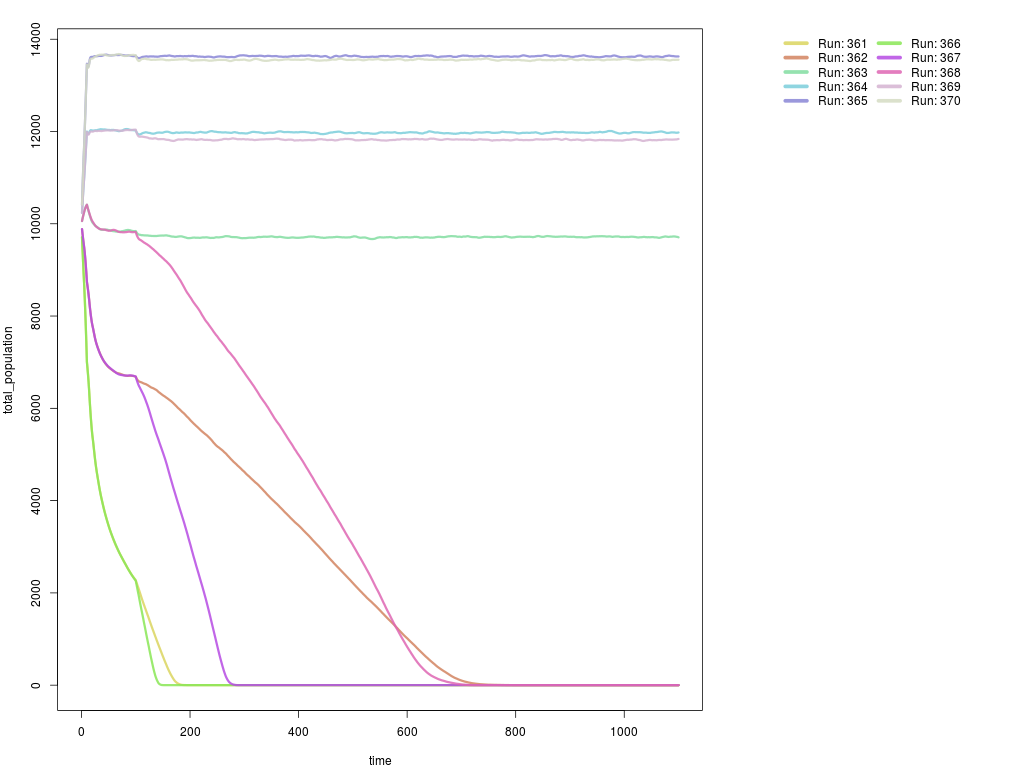 14000
12000
10000
8000
6000
4000
2000
0
total_population
0 200 400 600 800 1000
time
Run: 361 Run: 366
Run: 362 Run: 367
Run: 363 Run: 368
Run: 364 Run: 369
Run: 365 Run: 370